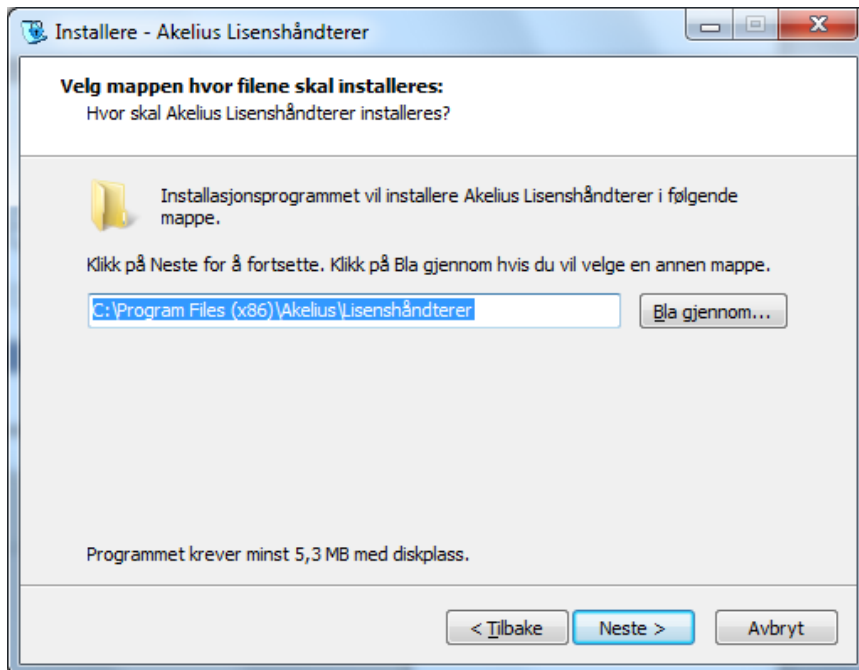 Installere - Akelius Lisenshåndterer
Velg mappen hvor filene skal installeres:
Hvor skal Akelius Lisenshåndterer installeres?
Installasjonsprogrammet vil installere Akelius Lisenshåndterer i følgende
mappe.
Klikk på Neste for å fortsette. Klikk på Bla gjennom hvis du vil velge en annen mappe.
C:\Program Files (x86)\Akelius\Lisenshåndterer
Bla gjennom...
Programmet krever minst 5,3 MB med diskplass.
< Tilbake
Neste >
Avbryt